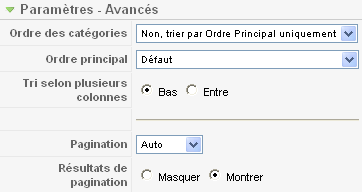 Paramètres - Avancés
Ordre des catégories Non, trier par Ordre Principal uniquement
Ordre principal Défaut
Tri selon plusieurs colonnes Bas Entre
Pagination Auto
Résultats de pagination Masquer Montrer